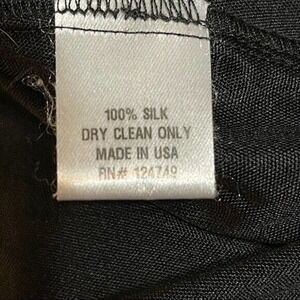 100% SILK
DRY CLEAN ONLY
MADE IN USA
RN# 124749